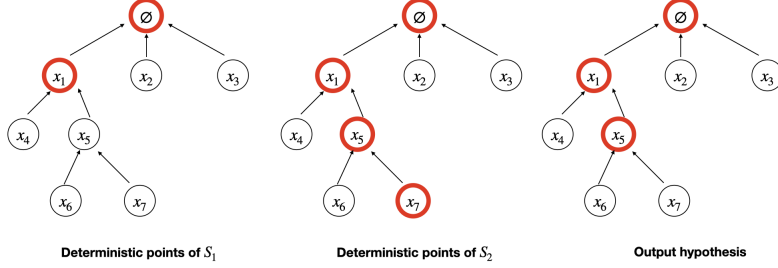 ∅ ∅ ∅
x₁ x₂ x₃ x₁ x₂ x₃ x₁ x₂ x₃
x₄ x₅ x₄ x₅ x₄ x₅
x₆ x₇ x₆ x₇ x₆ x₇
Deterministic points of S₁ Deterministic points of S₂ Output hypothesis